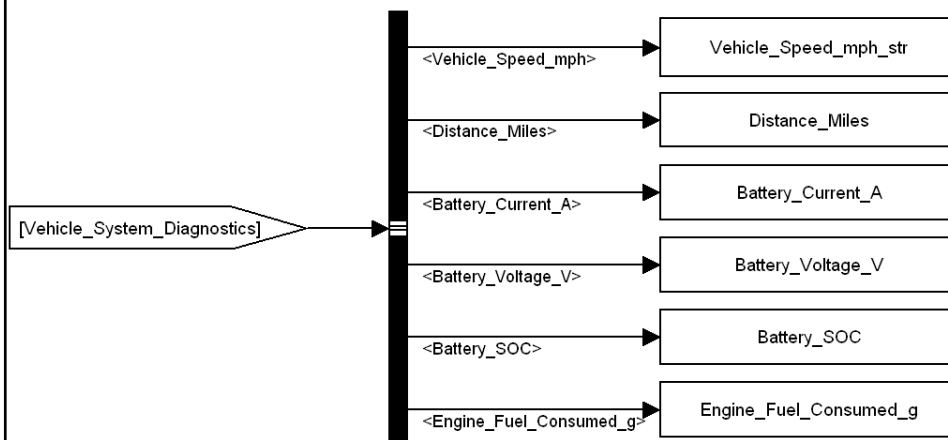 <Vehicle_Speed_mph>
Vehicle_Speed_mph_str
<Distance_Miles>
Distance_Miles
<Battery_Current_A>
Battery_Current_A
[Vehicle_System_Diagnostics]
<Battery_Voltage_V>
Battery_Voltage_V
<Battery_SOC>
Battery_SOC
<Engine_Fuel_Consumed_g>
Engine_Fuel_Consumed_g